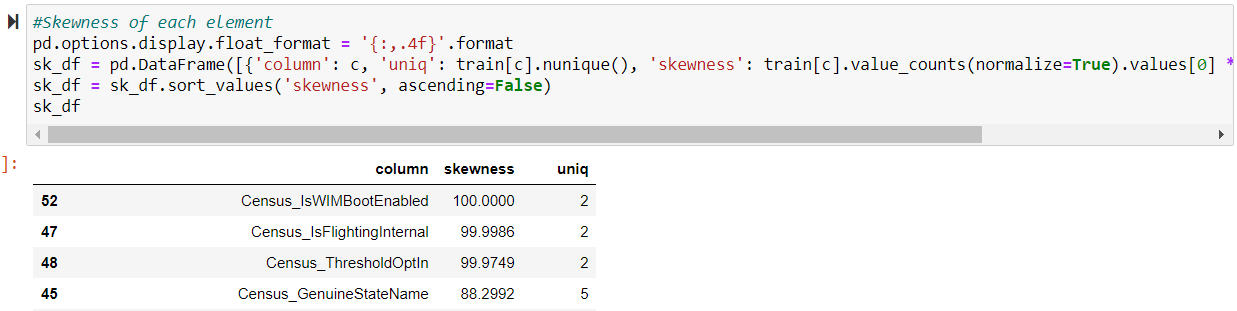 #Skewness of each element
pd.options.display.float_format = '{:,.4f}'.format
sk_df = pd.DataFrame([{'column': c, 'uniq': train[c].nunique(), 'skewness': train[c].value_counts(normalize=True).values[0] *
sk_df = sk_df.sort_values('skewness', ascending=False)
sk_df
]:
column skewness uniq
52 Census_IsWIMBootEnabled 100.0000 2
47 Census_IsFlightingInternal 99.9986 2
48 Census_ThresholdOptIn 99.9749 2
45 Census_GenuineStateName 88.2992 5